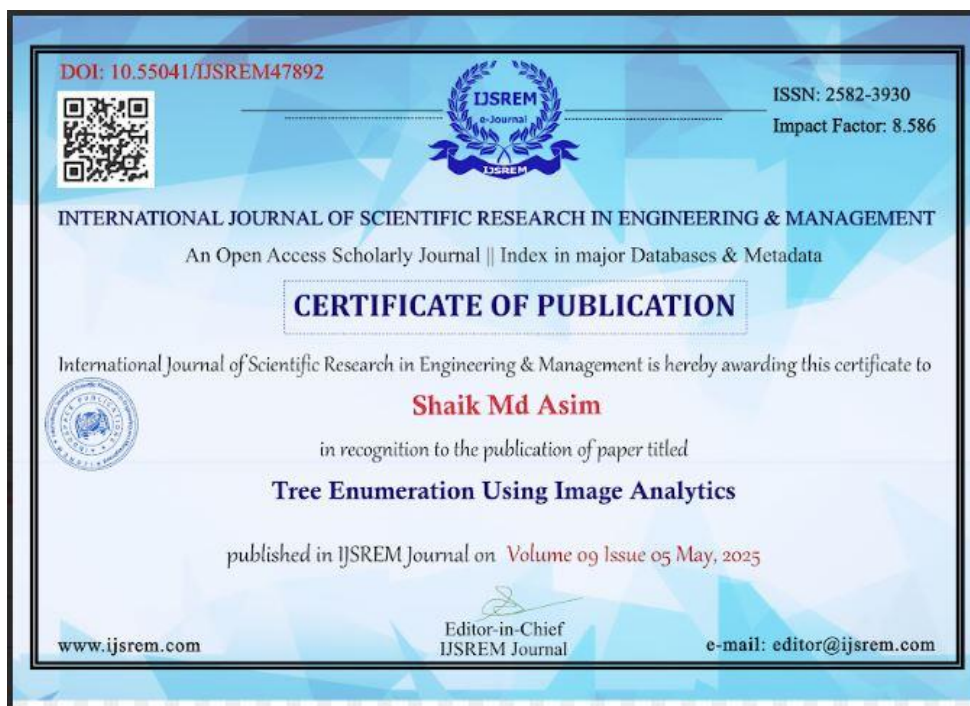 DOI: 10.55041/IJSREM47892
IJSREM
e-Journal
IJSREM
ISSN: 2582-3930
Impact Factor: 8.586
INTERNATIONAL JOURNAL OF SCIENTIFIC RESEARCH IN ENGINEERING & MANAGEMENT
An Open Access Scholarly Journal || Index in major Databases & Metadata
CERTIFICATE OF PUBLICATION
International Journal of Scientific Research in Engineering & Management is hereby awarding this certificate to
Shaik Md Asim
in recognition to the publication of paper titled
Tree Enumeration Using Image Analytics
published in IJSREM Journal on Volume 09 Issue 05 May, 2025
Editor-in-Chief
IJSREM Journal
www.ijsrem.com
e-mail: editor@ijsrem.com